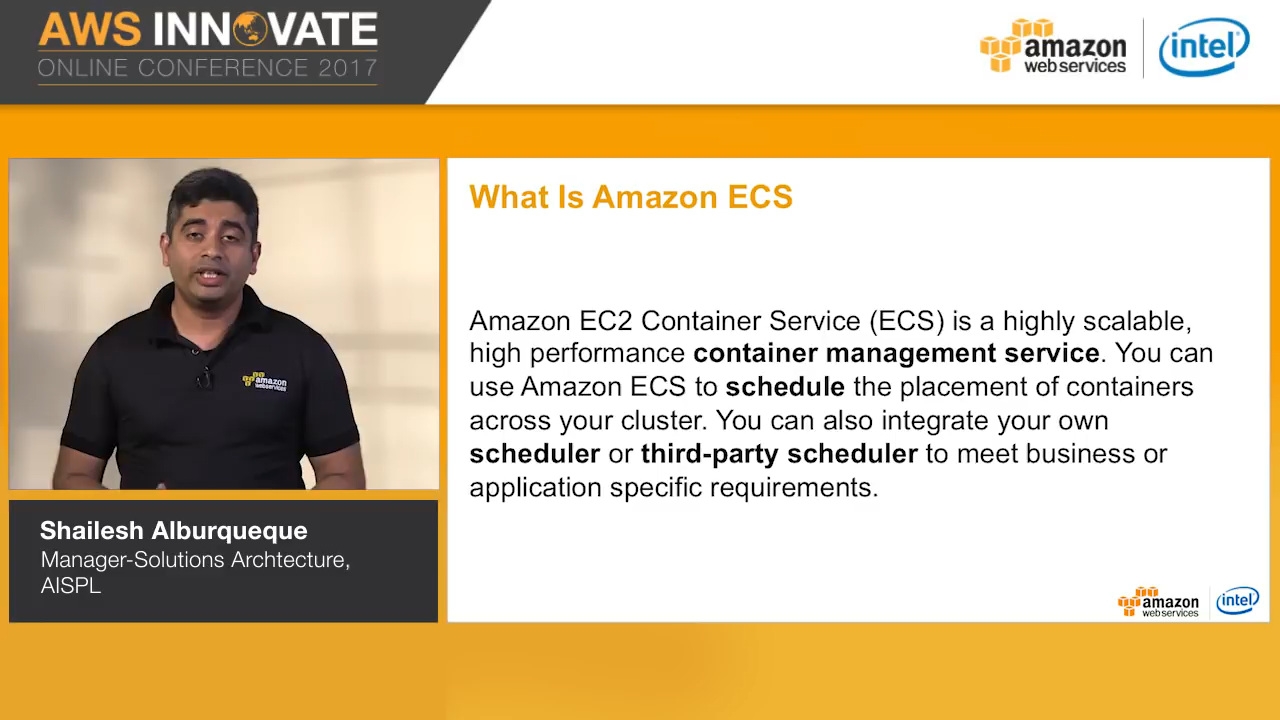 AWS INNOVATE
ONLINE CONFERENCE 2017
amazon
web services
intel
amazon
web services
Shailesh Alburqueque
Manager-Solutions Archtecture,
AISPL
What Is Amazon ECS
Amazon EC2 Container Service (ECS) is a highly scalable,
high performance container management service. You can
use Amazon ECS to schedule the placement of containers
across your cluster. You can also integrate your own
scheduler or third-party scheduler to meet business or
application specific requirements.
amazon
web services
intel